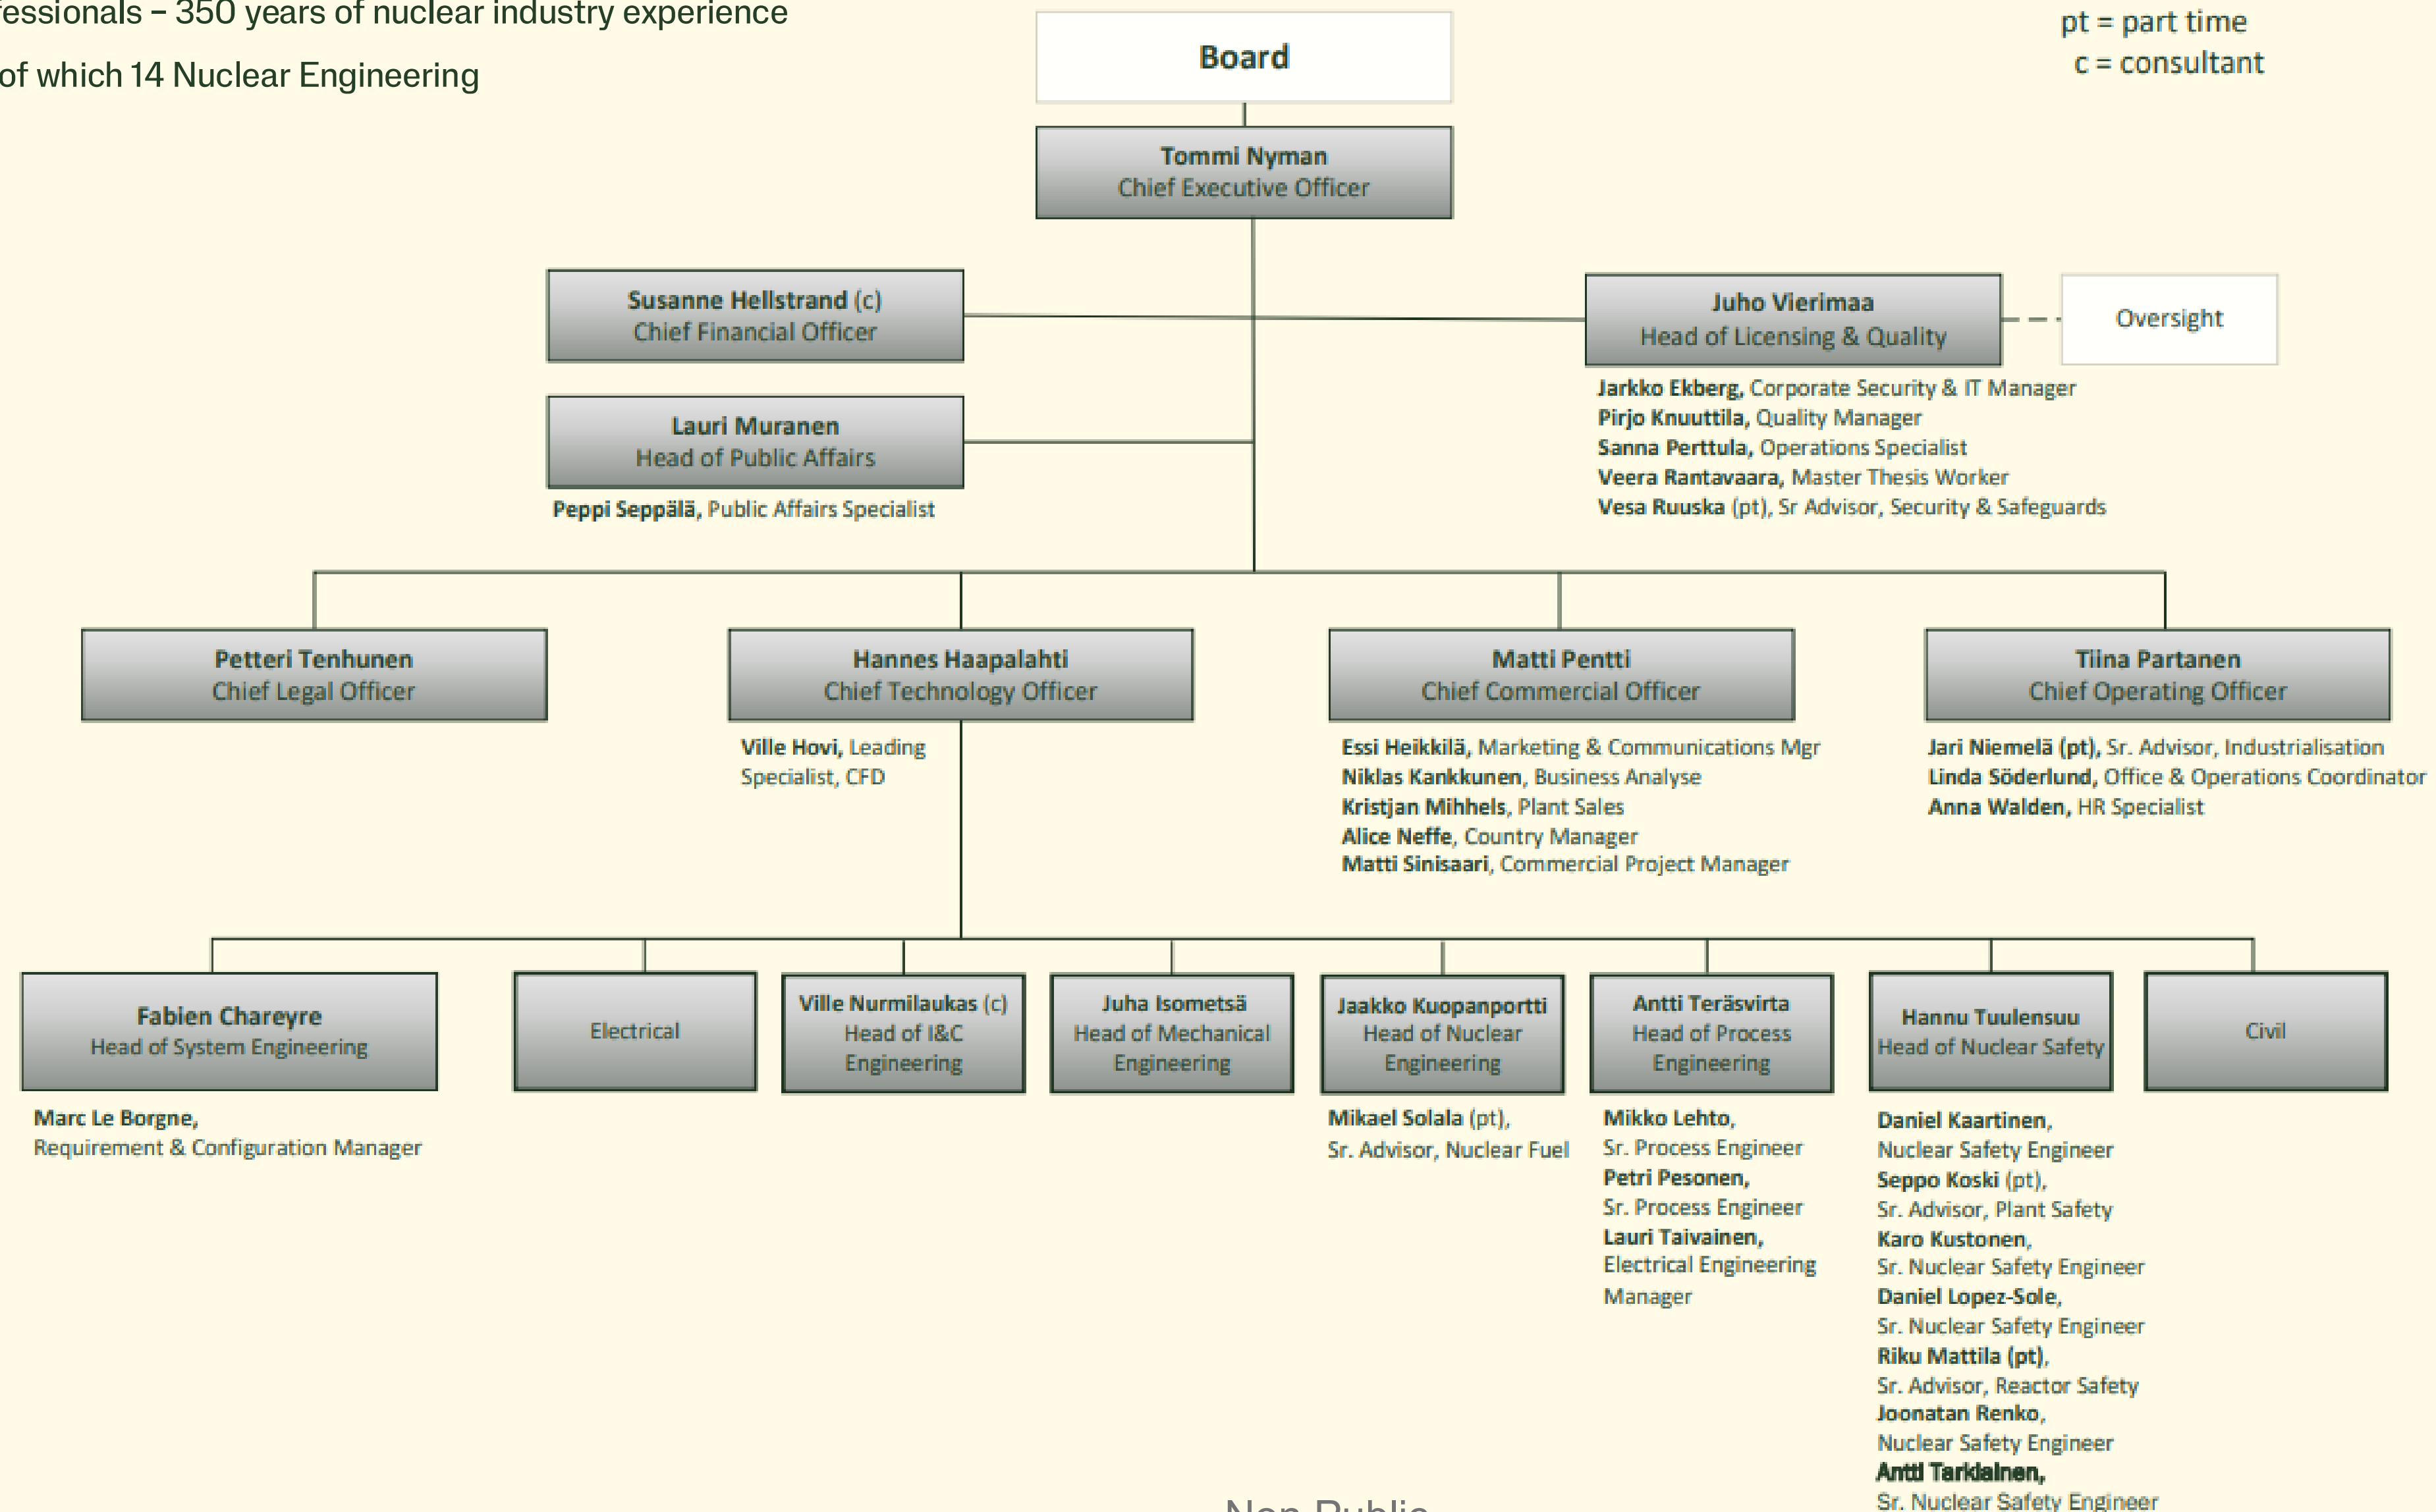 fessionals – 350 years of nuclear industry experience
of which 14 Nuclear Engineering
pt = part time
c = consultant
Board
Tommi Nyman
Chief Executive Officer
Susanne Hellstrand (c)
Chief Financial Officer
Juho Vierimaa
Head of Licensing & Quality
Oversight
Jarkko Ekberg, Corporate Security & IT Manager
Pirjo Knuuttila, Quality Manager
Sanna Perttula, Operations Specialist
Veera Rantavaara, Master Thesis Worker
Vesa Ruuska (pt), Sr Advisor, Security & Safeguards
Lauri Muranen
Head of Public Affairs
Peppi Seppälä, Public Affairs Specialist
Petteri Tenhunen
Chief Legal Officer
Hannes Haapalahti
Chief Technology Officer
Ville Hovi, Leading
Specialist, CFD
Matti Pentti
Chief Commercial Officer
Essi Heikkilä, Marketing & Communications Mgr
Niklas Kankkunen, Business Analyse
Kristjan Mihhels, Plant Sales
Alice Neffe, Country Manager
Matti Sinisaari, Commercial Project Manager
Tiina Partanen
Chief Operating Officer
Jari Niemelä (pt), Sr. Advisor, Industrialisation
Linda Söderlund, Office & Operations Coordinator
Anna Walden, HR Specialist
Fabien Chareyre
Head of System Engineering
Marc Le Borgne,
Requirement & Configuration Manager
Electrical
Ville Nurmilaukas (c)
Head of I&C
Engineering
Juha Isometsä
Head of Mechanical
Engineering
Jaakko Kuopanportti
Head of Nuclear
Engineering
Mikael Solala (pt),
Sr. Advisor, Nuclear Fuel
Antti Teräsvirta
Head of Process
Engineering
Mikko Lehto,
Sr. Process Engineer
Petri Pesonen,
Sr. Process Engineer
Lauri Taivainen,
Electrical Engineering
Manager
Hannu Tuulensuu
Head of Nuclear Safety
Daniel Kaartinen,
Nuclear Safety Engineer
Seppo Koski (pt),
Sr. Advisor, Plant Safety
Karo Kustonen,
Sr. Nuclear Safety Engineer
Daniel Lopez-Sole,
Sr. Nuclear Safety Engineer
Riku Mattila (pt),
Sr. Advisor, Reactor Safety
Joonatan Renko,
Nuclear Safety Engineer
Antti Tarkiainen,
Sr. Nuclear Safety Engineer
Civil
Non Public